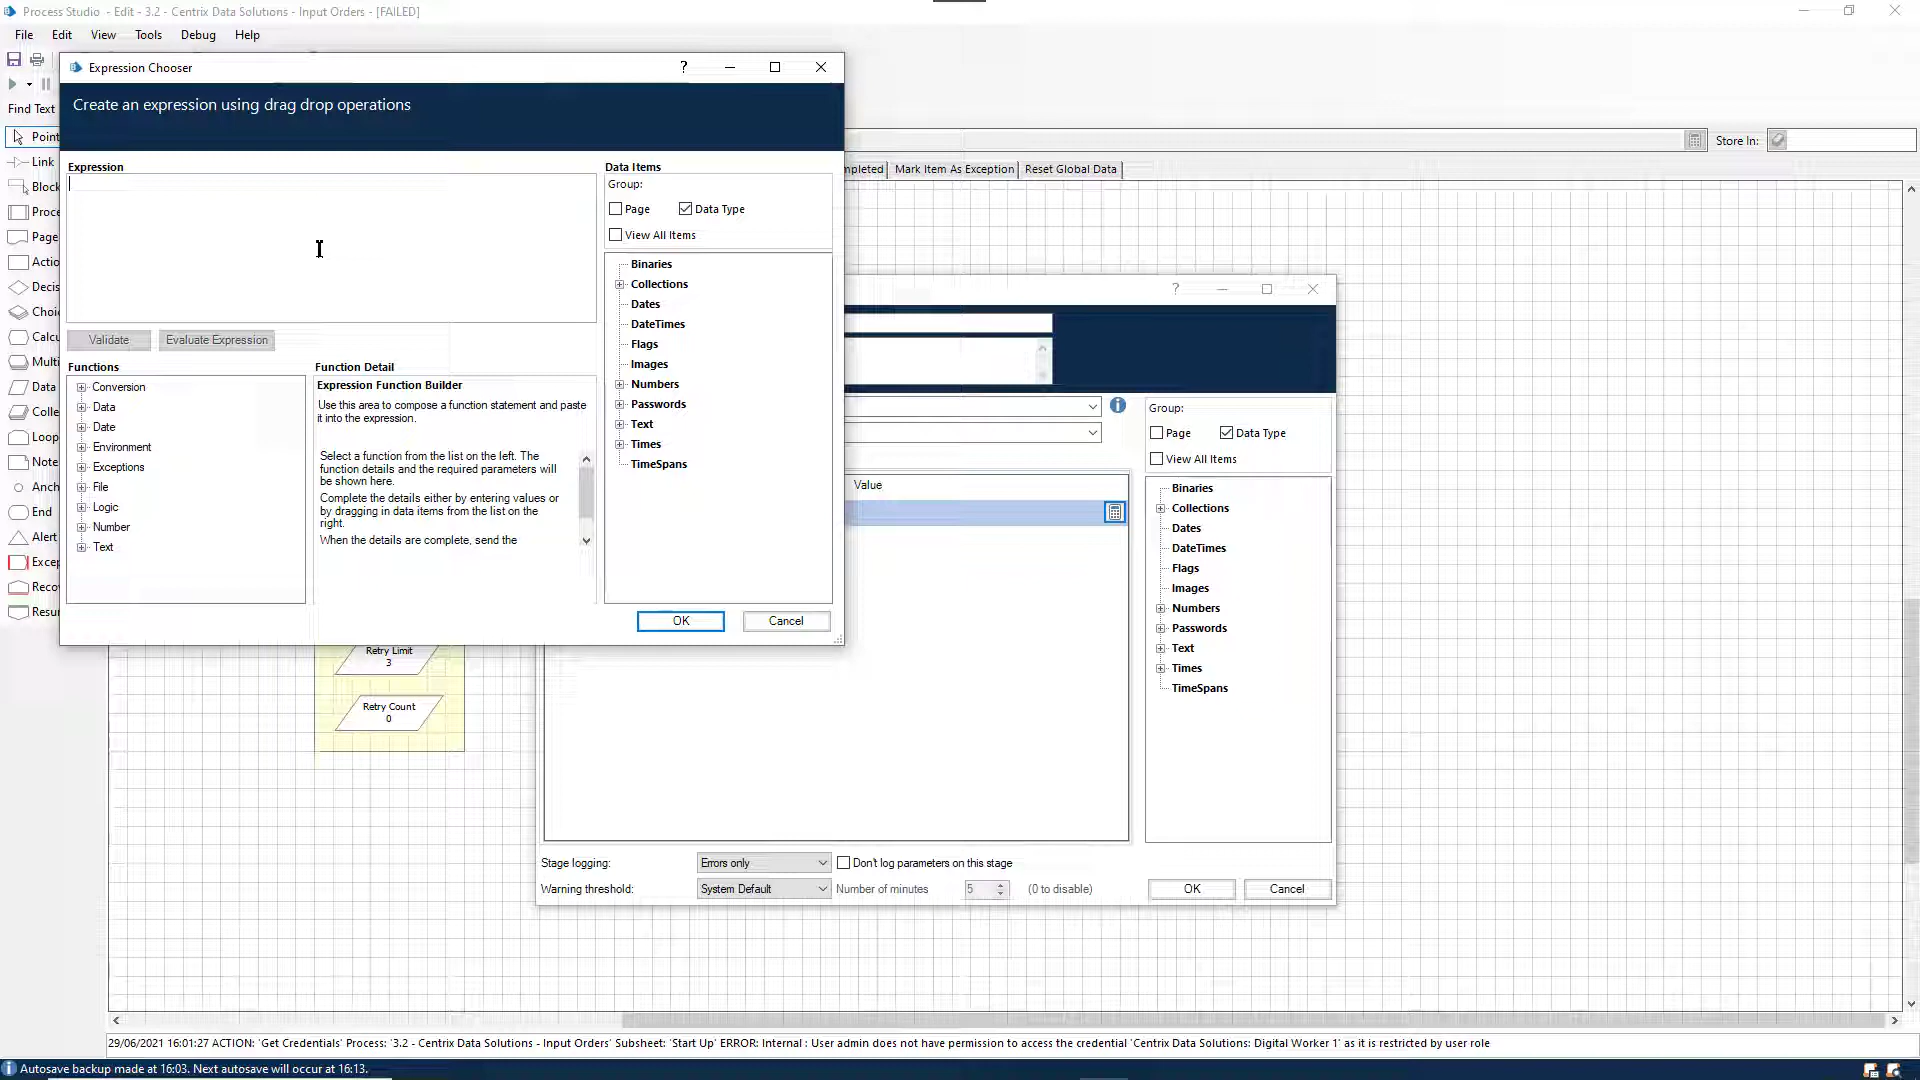 Process Studio - Edit - 3.2 - Centrix Data Solutions - Input Orders - [FAILED]
File Edit View Tools Debug Help
Expression Chooser
Create an expression using drag drop operations
Find Text
Point
Link
Block
Proce
Page
Actio
Decis
Choic
Calcu
Multi
Data
Colle
Loop
Note
Anch
End
Alert
Excep
Reco
Resu
Expression
Validate
Evaluate Expression
Functions
Conversion
Data
Date
Environment
Exceptions
File
Logic
Number
Text
Function Detail
Expression Function Builder
Use this area to compose a function statement and paste
it into the expression.
Select a function from the list on the left. The
function details and the required parameters will
be shown here.
Complete the details either by entering values or
by dragging in data items from the list on the
right.
When the details are complete, send the
Data Items
Group:
Page
Data Type
View All Items
Binaries
Collections
Dates
DateTimes
Flags
Images
Numbers
Passwords
Text
Times
TimeSpans
OK
Cancel
Store In:
mpleted
Mark Item As Exception
Reset Global Data
Value
Group:
Page
Data Type
View All Items
Binaries
Collections
Dates
DateTimes
Flags
Images
Numbers
Passwords
Text
Times
TimeSpans
Retry Limit
3
Retry Count
0
Stage logging:
Errors only
Don't log parameters on this stage
Warning threshold:
System Default
Number of minutes
5
(0 to disable)
OK
Cancel
29/06/2021 16:01:27 ACTION: 'Get Credentials' Process: '3.2 - Centrix Data Solutions - Input Orders' Subsheet: 'Start Up' ERROR: Internal : User admin does not have permission to access the credential 'Centrix Data Solutions: Digital Worker 1' as it is restricted by user role
Autosave backup made at 16:03. Next autosave will occur at 16:13.